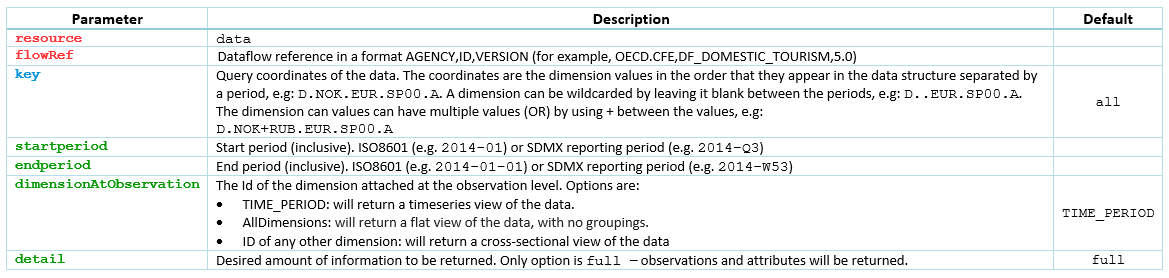 Parameter Description Default
resource data
flowRef Dataflow reference in a format AGENCY,ID,VERSION (for example, OECD.CFE,DF_DOMESTIC_TOURISM,5.0)
key Query coordinates of the data. The coordinates are the dimension values in the order that they appear in the data structure separated by
a period, e.g: D.NOK.EUR.SP00.A. A dimension can be wildcarded by leaving it blank between the periods, e.g: D..EUR.SP00.A.
all
The dimension can values can have multiple values (OR) by using + between the values, e.g:
D.NOK+RUB.EUR.SP00.A
startperiod Start period (inclusive). ISO8601 (e.g. 2014-01) or SDMX reporting period (e.g. 2014-Q3)
endperiod End period (inclusive). ISO8601 (e.g. 2014-01-01) or SDMX reporting period (e.g. 2014-W53)
dimensionAtObservation The Id of the dimension attached at the observation level. Options are:
• TIME_PERIOD: will return a timeseries view of the data. TIME_PERIOD
• AllDimensions: will return a flat view of the data, with no groupings.
• ID of any other dimension: will return a cross-sectional view of the data
detail Desired amount of information to be returned. Only option is full – observations and attributes will be returned. full